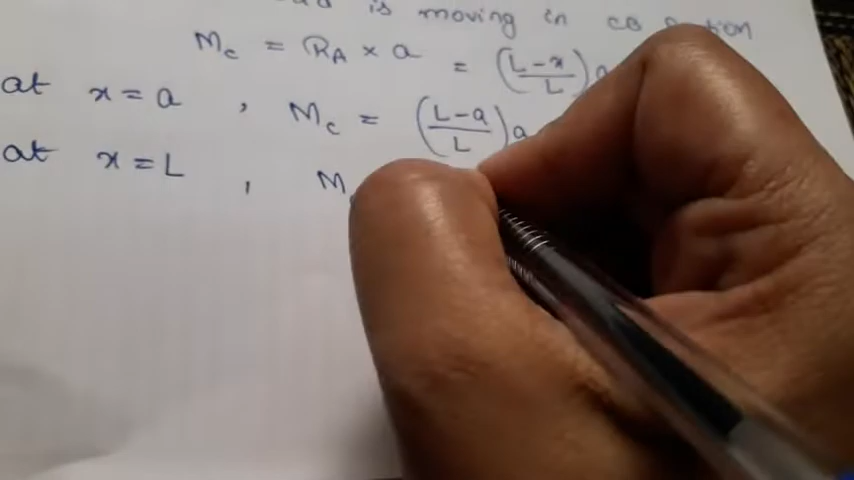 is moving in CB
M_C = R_A × a = ((L-x)/L) a
at x = a , M_C = ((L-a)/L) a
at x = L , M